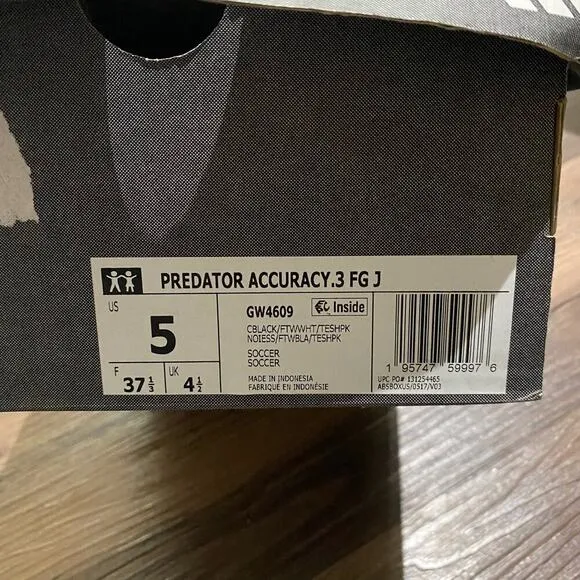 PREDATOR ACCURACY.3 FG J
US
5
F
37 1/3
UK
4 1/2
GW4609
Inside
CBLACK/FTWWHT/TESHPK
NOIESS/FTWBLA/TESHPK
SOCCER
SOCCER
MADE IN INDONESIA
FABRIQUÉ EN INDONÉSIE
1 95747 59997 6
UPC PO# 131254465
ABSBOXUS/0517/V03